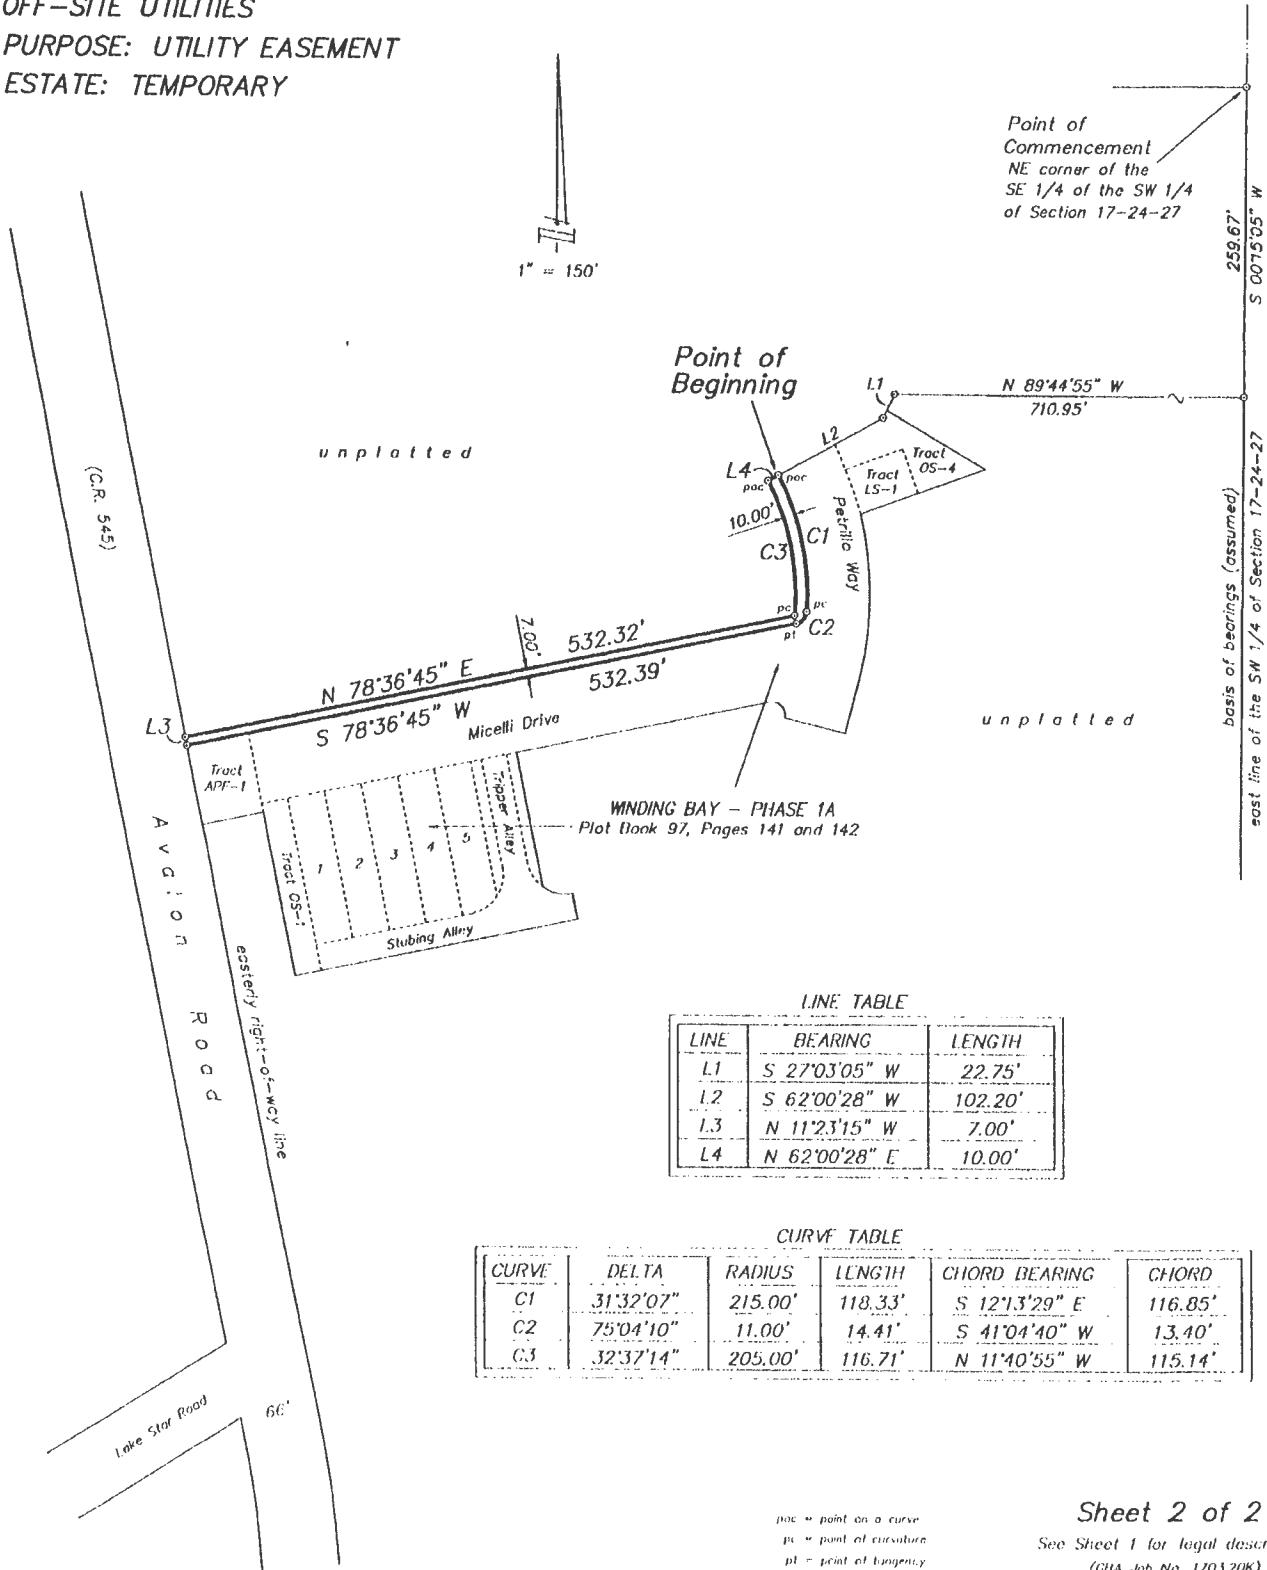 OFF-SITE UTILITIES
PURPOSE: UTILITY EASEMENT
ESTATE: TEMPORARY
1" = 150'
Point of
Commencement
NE corner of the
SE 1/4 of the SW 1/4
of Section 17-24-27
259.67'
S 00°15'05" W
Point of
Beginning
L1
N 89°44'55" W
710.95'
unplatted
L2
L4
poc
poc
Tract
OS-4
Tract
LS-1
10.00'
C1
C3
Petrillo Way
(C.R. 545)
pc
pc
pt
C2
7.00'
532.32'
N 78°36'45" E
532.39'
S 78°36'45" W
L3
Micelli Drive
unplatted
basis of bearings (assumed)
east line of the SW 1/4 of Section 17-24-27
Tract
APF-1
WINDING BAY - PHASE 1A
Plat Book 97, Pages 141 and 142
Tract OS-1
1
2
3
4
5
Tripper Alley
Stubing Alley
Avalon Road
easterly right-of-way line
LINE TABLE
LINE BEARING LENGTH
L1 S 27°03'05" W 22.75'
L2 S 62°00'28" W 102.20'
L3 N 11°23'15" W 7.00'
L4 N 62°00'28" E 10.00'
CURVE TABLE
CURVE DELTA RADIUS LENGTH CHORD BEARING CHORD
C1 31°32'07" 215.00' 118.33' S 12°13'29" E 116.85'
C2 75°04'10" 11.00' 14.41' S 41°04'40" W 13.40'
C3 32°37'14" 205.00' 116.71' N 11°40'55" W 115.14'
Lake Star Road
66'
poc = point on a curve
pc = point of curvature
pt = point of tangency
Sheet 2 of 2
See Sheet 1 for legal descr
(GHA Job No. 1703.20K)